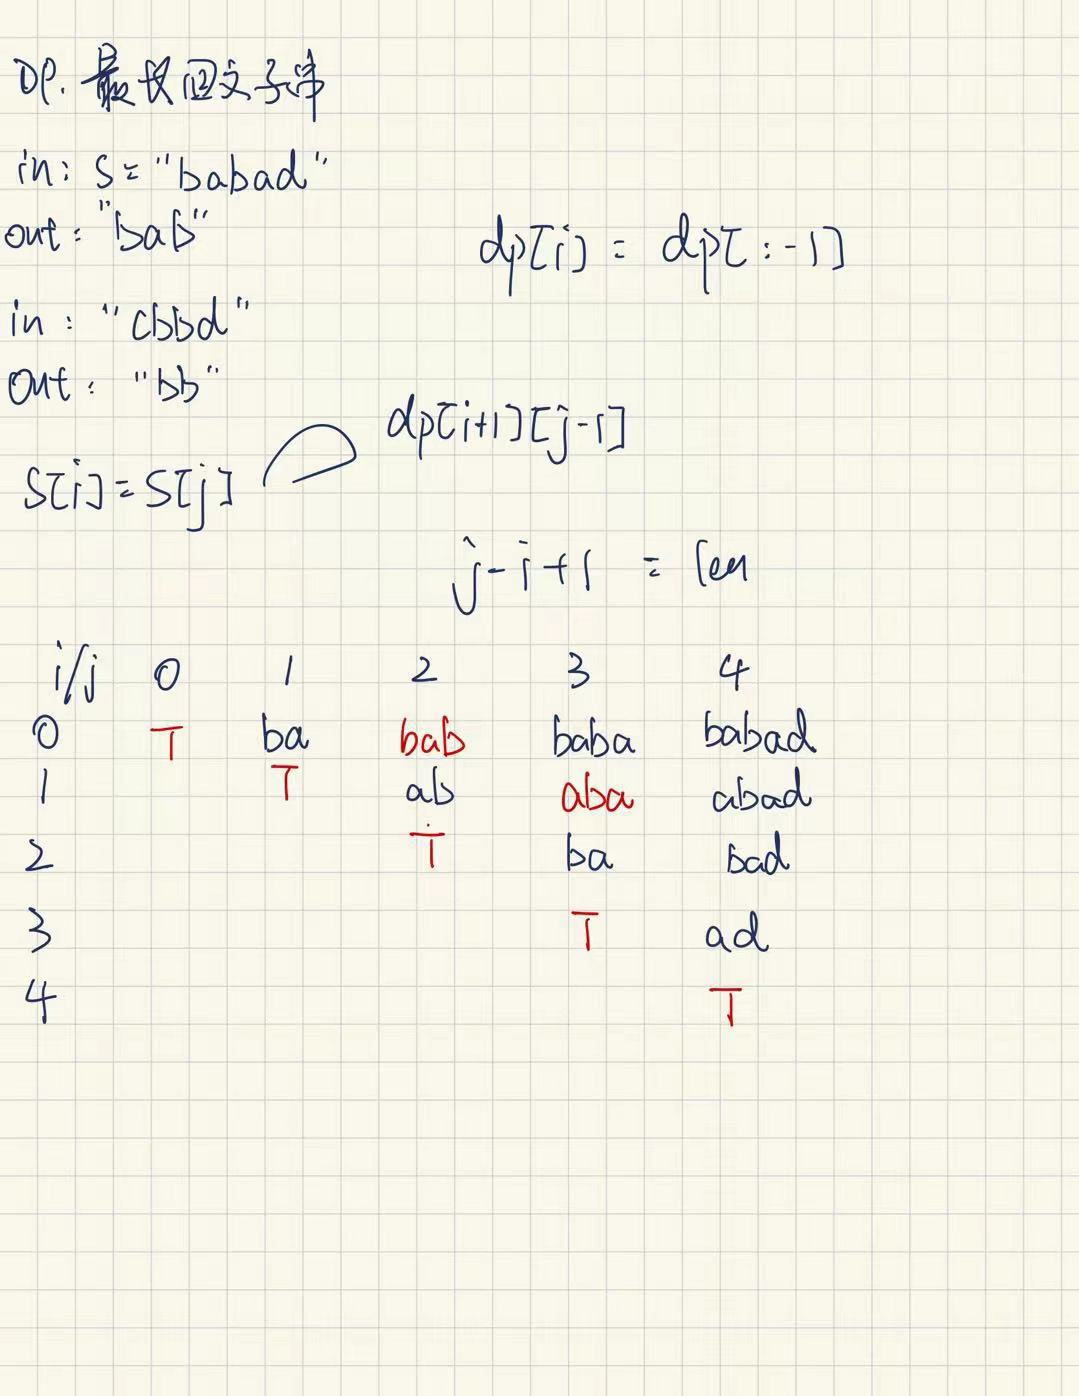 DP. 最长回文子串
in: s="babad"
out: "bab"
dp[i] = dp[:-1]
in: "cbbd"
out: "bb"
dp[i+1][j-1]
S[i]=S[j]
j-i+1 = len
i/j 0 1 2 3 4
0 T ba bab baba babad
1 T ab aba abad
2 T ba bad
3 T ad
4 T